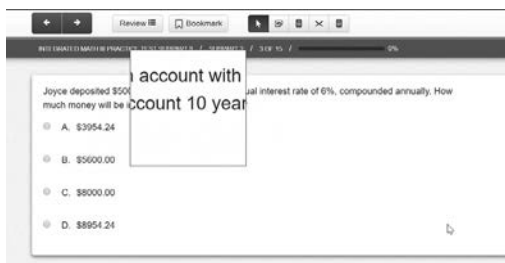 Review
Bookmark
INTEGRATED MATH III PRACTICE TEST SUBPART / SUBPART 3 / 3 OF 15 / 0%
account with
ccount 10 year
Joyce deposited $500 ual interest rate of 6%, compounded annually. How
much money will be i
A. $3954.24
B. $5600.00
C. $8000.00
D. $8954.24